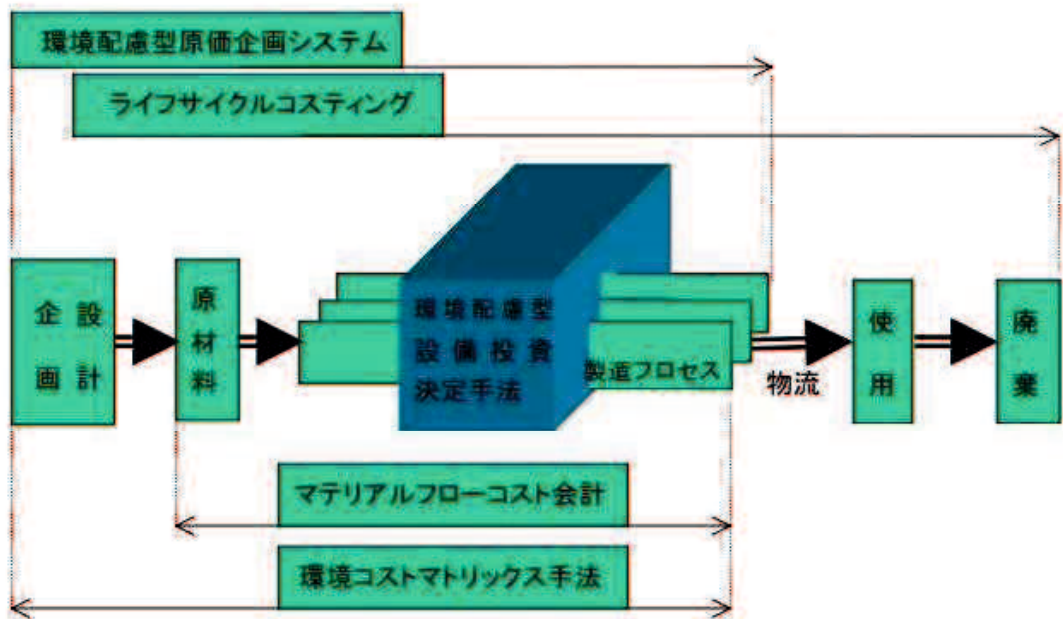 環境配慮型原価企画システム
ライフサイクルコスティング
企 設
画 計
原
材
料
環境配慮型
設備投資
決定手法
製造プロセス
物流
使
用
廃
棄
マテリアルフローコスト会計
環境コストマトリックス手法